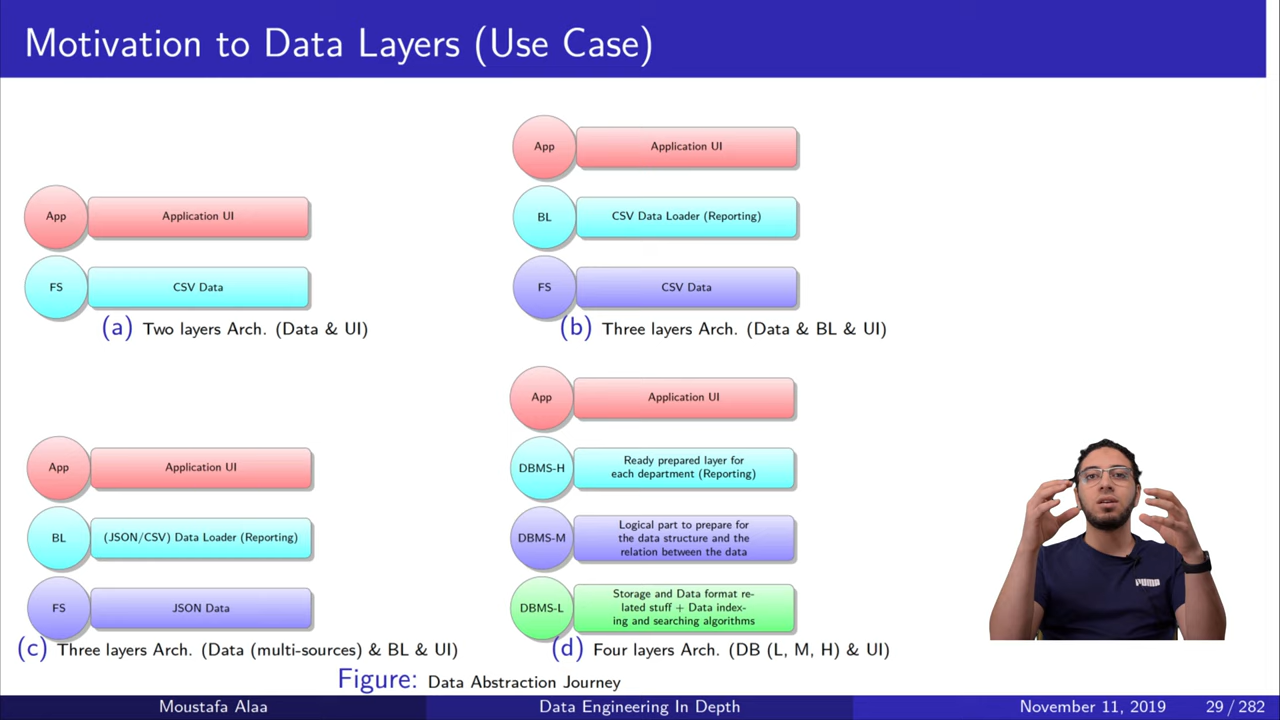 Motivation to Data Layers (Use Case)
App
Application UI
FS
CSV Data
(a) Two layers Arch. (Data & UI)
App
Application UI
BL
CSV Data Loader (Reporting)
FS
CSV Data
(b) Three layers Arch. (Data & BL & UI)
App
Application UI
BL
(JSON/CSV) Data Loader (Reporting)
FS
JSON Data
(c) Three layers Arch. (Data (multi-sources) & BL & UI)
App
Application UI
DBMS-H
Ready prepared layer for
each department (Reporting)
DBMS-M
Logical part to prepare for
the data structure and the
relation between the data
DBMS-L
Storage and Data format re-
lated stuff + Data index-
ing and searching algorithms
(d) Four layers Arch. (DB (L, M, H) & UI)
Figure: Data Abstraction Journey
PUMA
Moustafa Alaa
Data Engineering In Depth
November 11, 2019
29 / 282